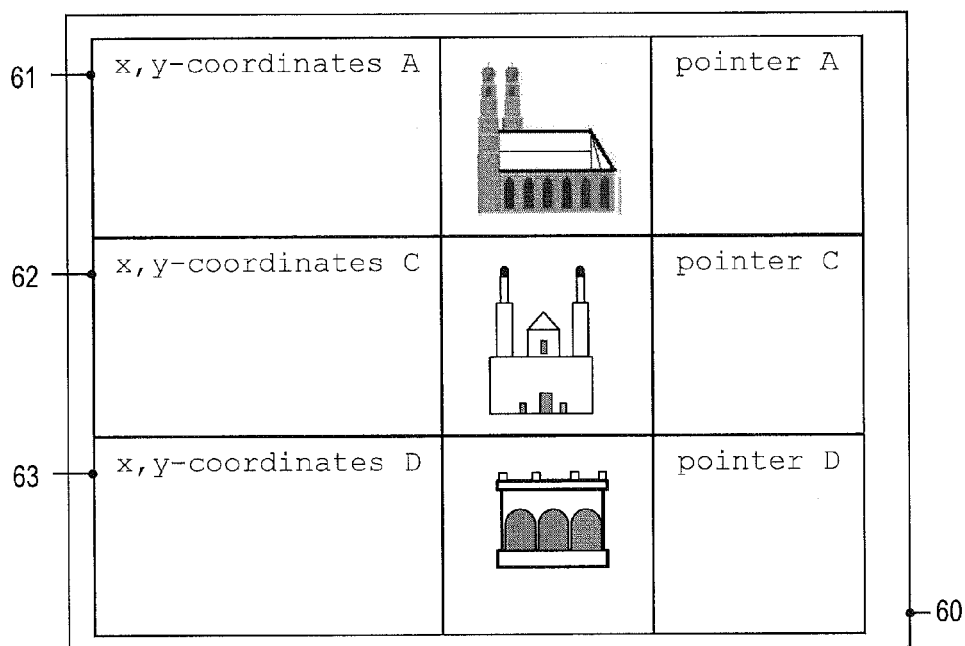 61
x,y-coordinates A
pointer A
62
x,y-coordinates C
pointer C
63
x,y-coordinates D
pointer D
60